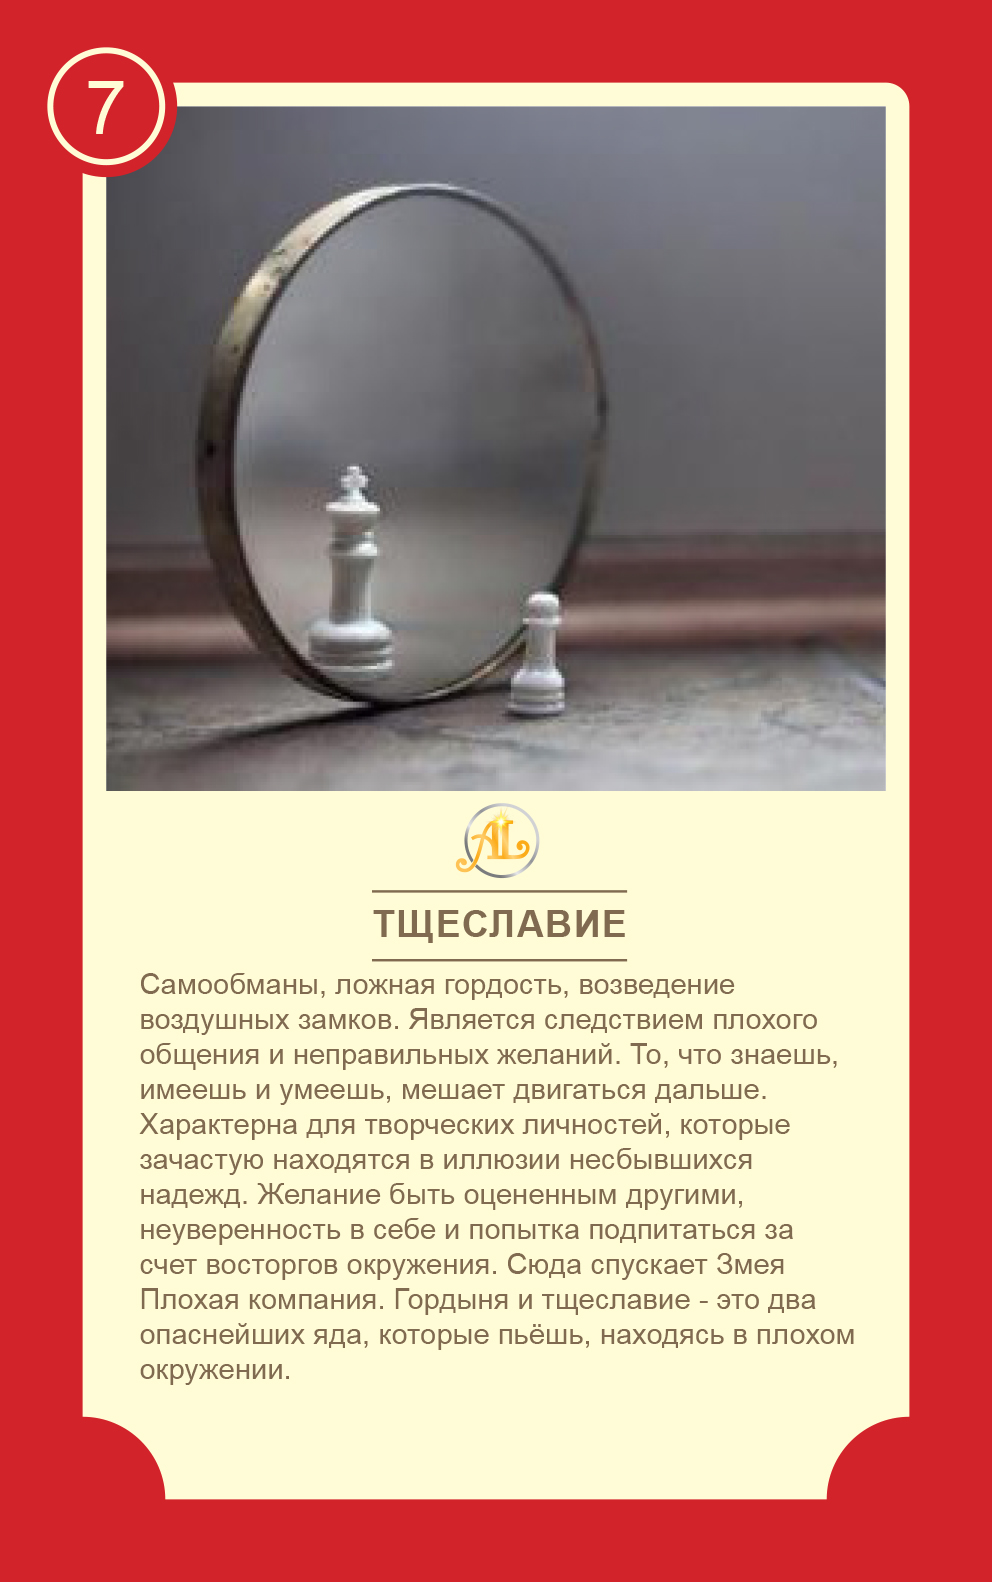 7
AL
ТЩЕСЛАВИЕ
Самообманы, ложная гордость, возведение
воздушных замков. Является следствием плохого
общения и неправильных желаний. То, что знаешь,
имеешь и умеешь, мешает двигаться дальше.
Характерна для творческих личностей, которые
зачастую находятся в иллюзии несбывшихся
надежд. Желание быть оцененным другими,
неуверенность в себе и попытка подпитаться за
счет восторгов окружения. Сюда спускает Змея
Плохая компания. Гордыня и тщеславие - это два
опаснейших яда, которые пьёшь, находясь в плохом
окружении.